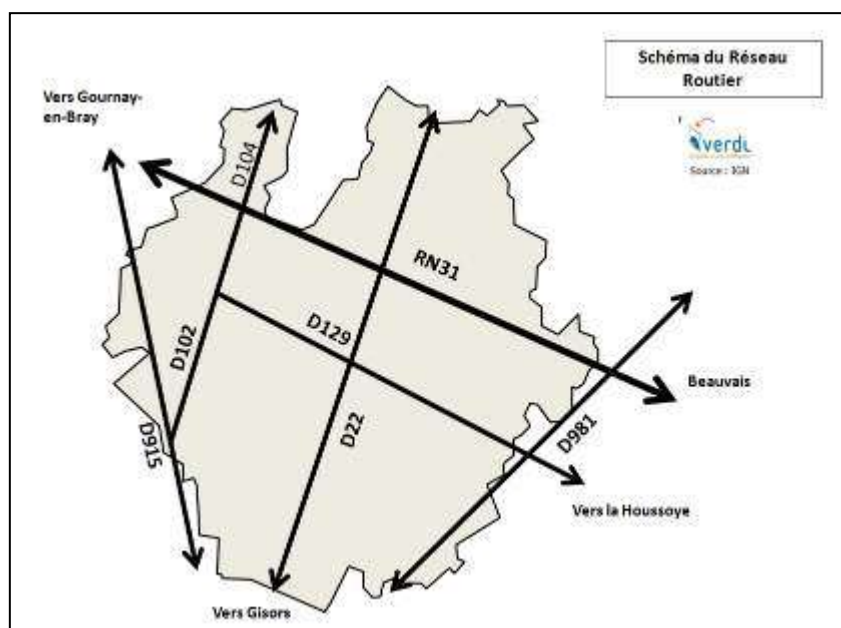 Schéma du Réseau
Routier
verdi
Source : IGN
Vers Gournay-
en-Bray
D104
RN31
D129
D102
D22
D915
D981
Beauvais
Vers la Houssoye
Vers Gisors